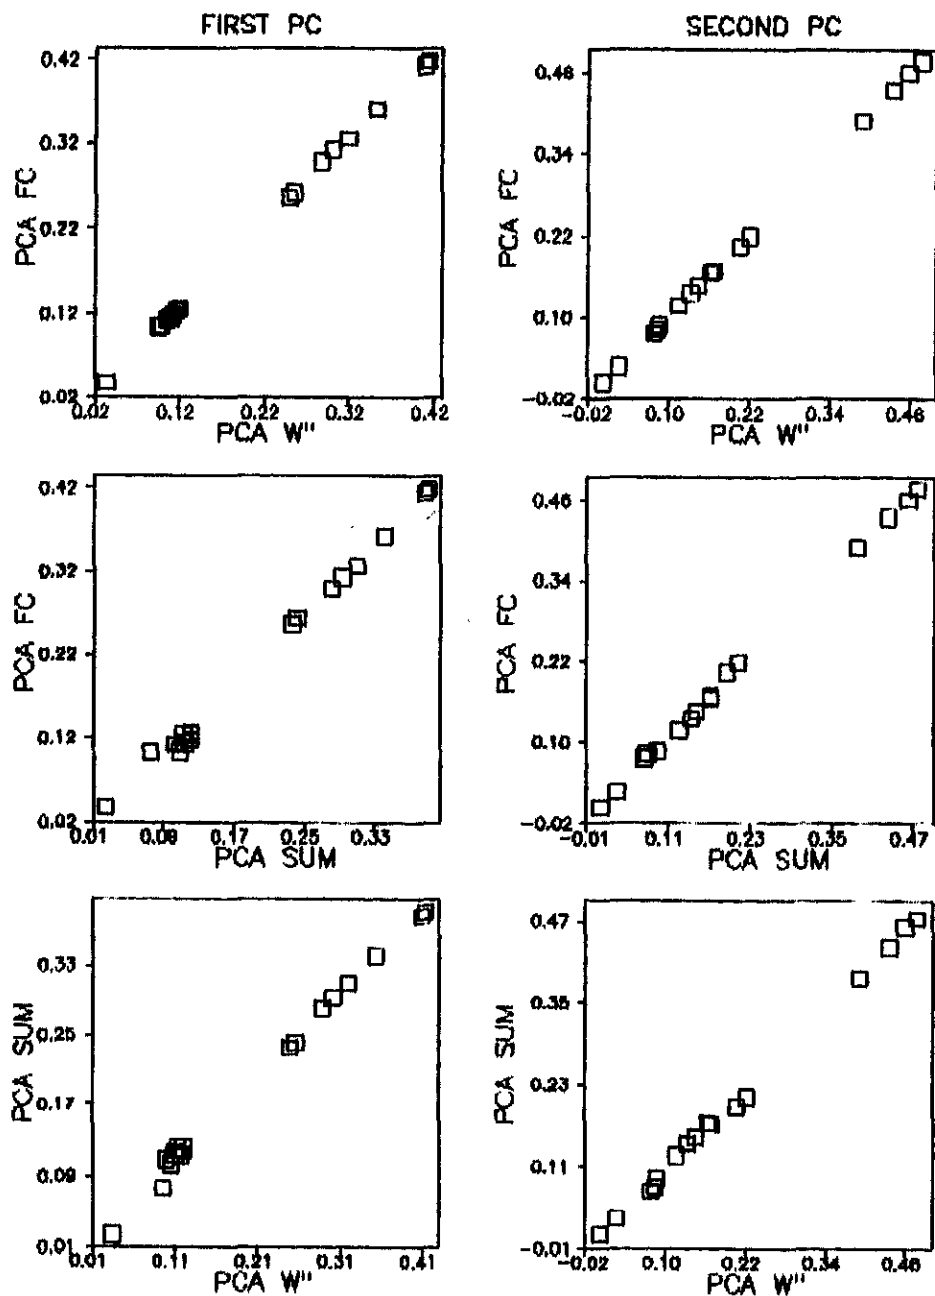 FIRST PC
SECOND PC
0.42
0.32
0.22
0.12
0.02
PCA FC
0.02 0.12 0.22 0.32 0.42
PCA W"
0.46
0.34
0.22
0.10
-0.02
PCA FC
-0.02 0.10 0.22 0.34 0.46
PCA W"
0.42
0.32
0.22
0.12
0.02
PCA FC
0.01 0.09 0.17 0.25 0.33
PCA SUM
0.46
0.34
0.22
0.10
-0.02
PCA FC
-0.01 0.11 0.23 0.35 0.47
PCA SUM
0.33
0.25
0.17
0.09
0.01
PCA SUM
0.01 0.11 0.21 0.31 0.41
PCA W"
0.47
0.35
0.23
0.11
-0.01
PCA SUM
-0.02 0.10 0.22 0.34 0.46
PCA W"